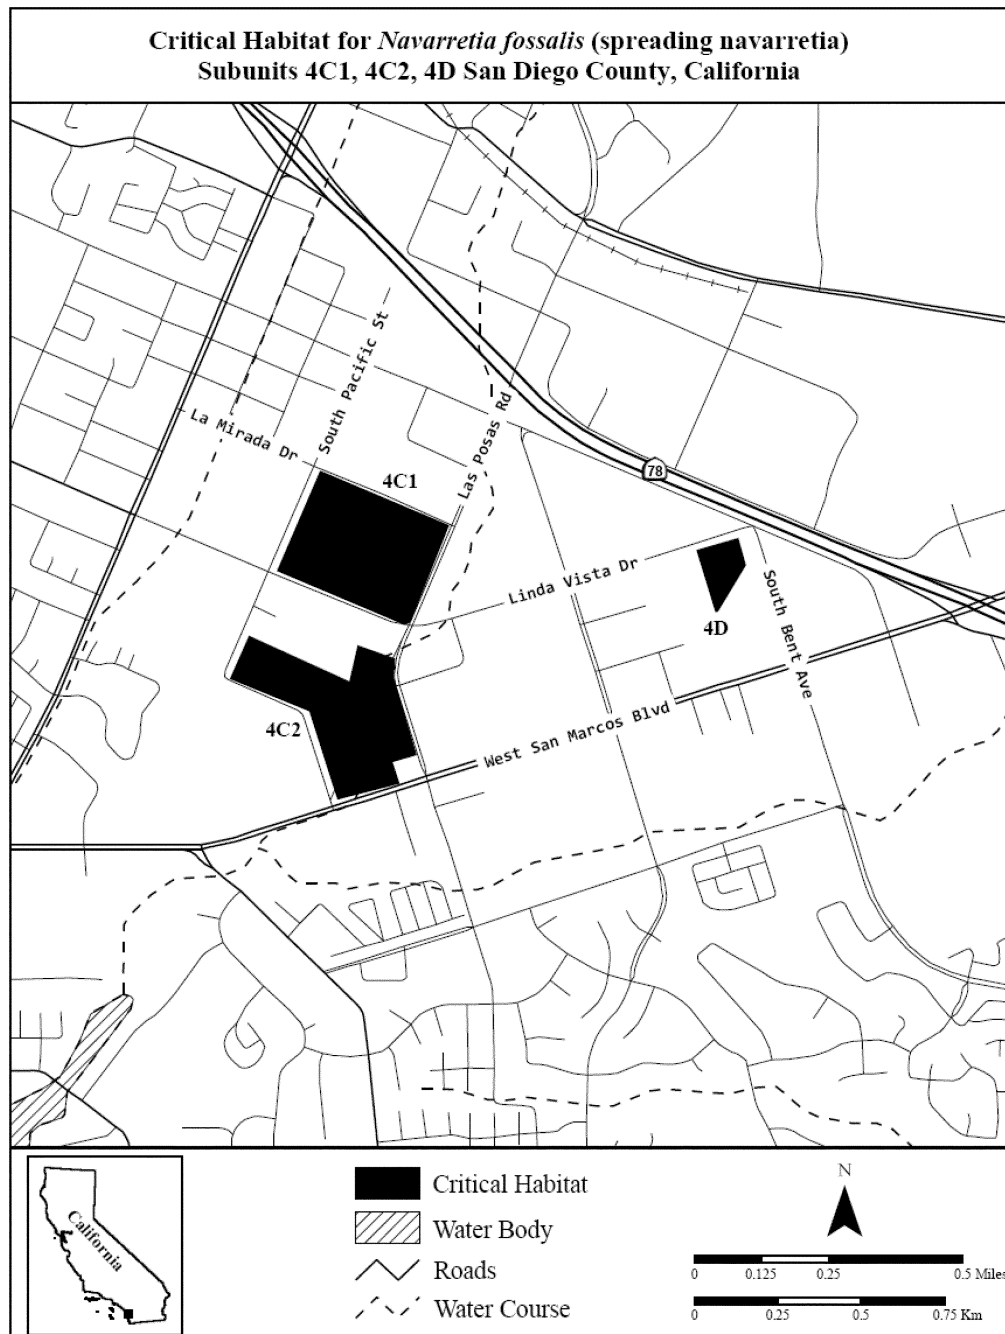 Critical Habitat for Navarretia fossalis (spreading navarretia)
Subunits 4C1, 4C2, 4D San Diego County, California
South Pacific St
La Mirada Dr
Las Posas Rd
4C1
78
Linda Vista Dr
South Bent Ave
4D
4C2
West San Marcos Blvd
California
Critical Habitat
Water Body
Roads
Water Course
N
0 0.125 0.25 0.5 Miles
0 0.25 0.5 0.75 Km